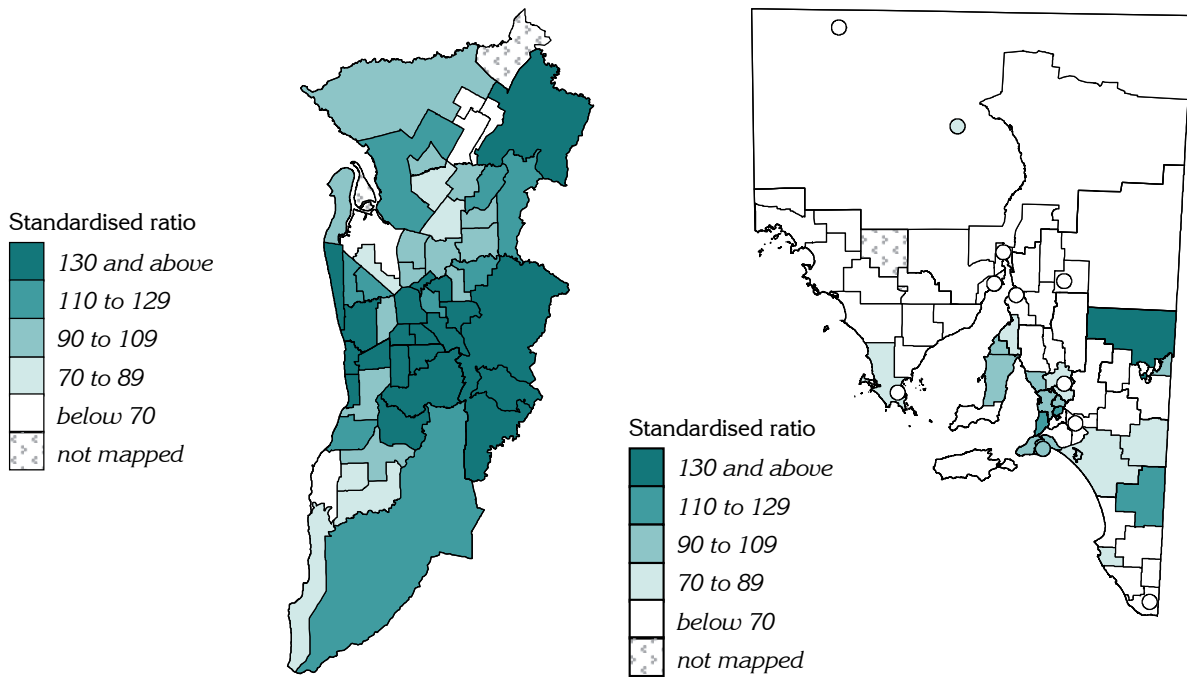 Standardised ratio
130 and above
110 to 129
90 to 109
70 to 89
below 70
not mapped
Standardised ratio
130 and above
110 to 129
90 to 109
70 to 89
below 70
not mapped